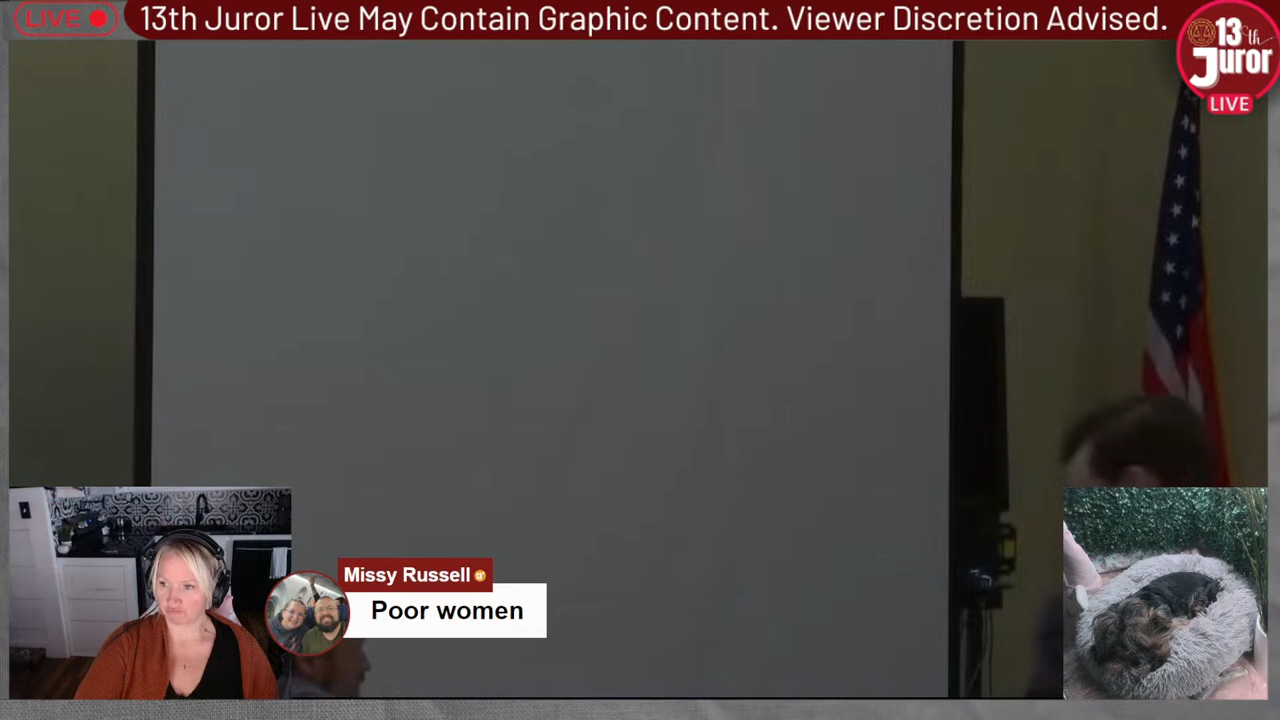 LIVE
13th Juror Live May Contain Graphic Content. Viewer Discretion Advised.
13th
Juror
LIVE
Missy Russell
Poor women